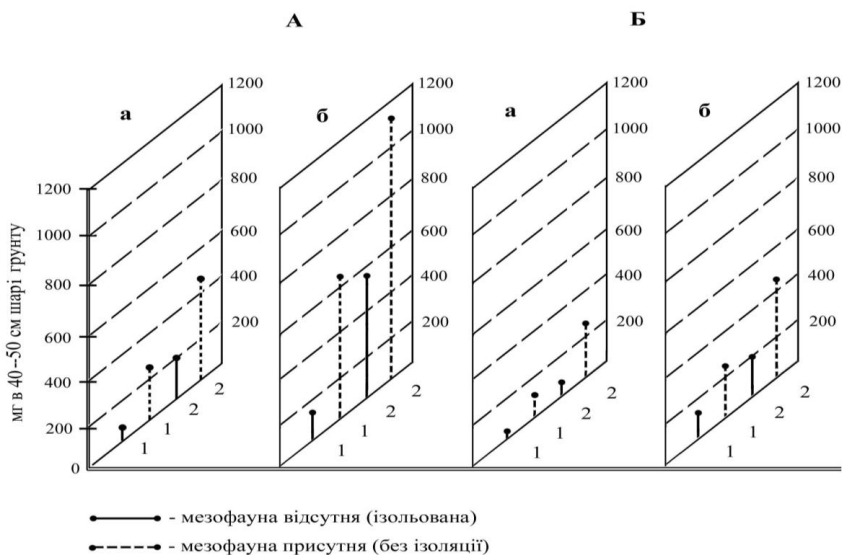 А Б
а б а б
1200 1200 1200 1200
1000 1000 1000 1000
1200 800 800 800 800
1000 600 600 600 600
800 400 400 400 400
600 200 200 200 200
400
200
0
мг в 40–50 см шарі грунту
1 1 2 2
1 1 2 2
1 1 2 2
1 1 2 2
- мезофауна відсутня (ізольована)
- мезофауна присутня (без ізоляції)